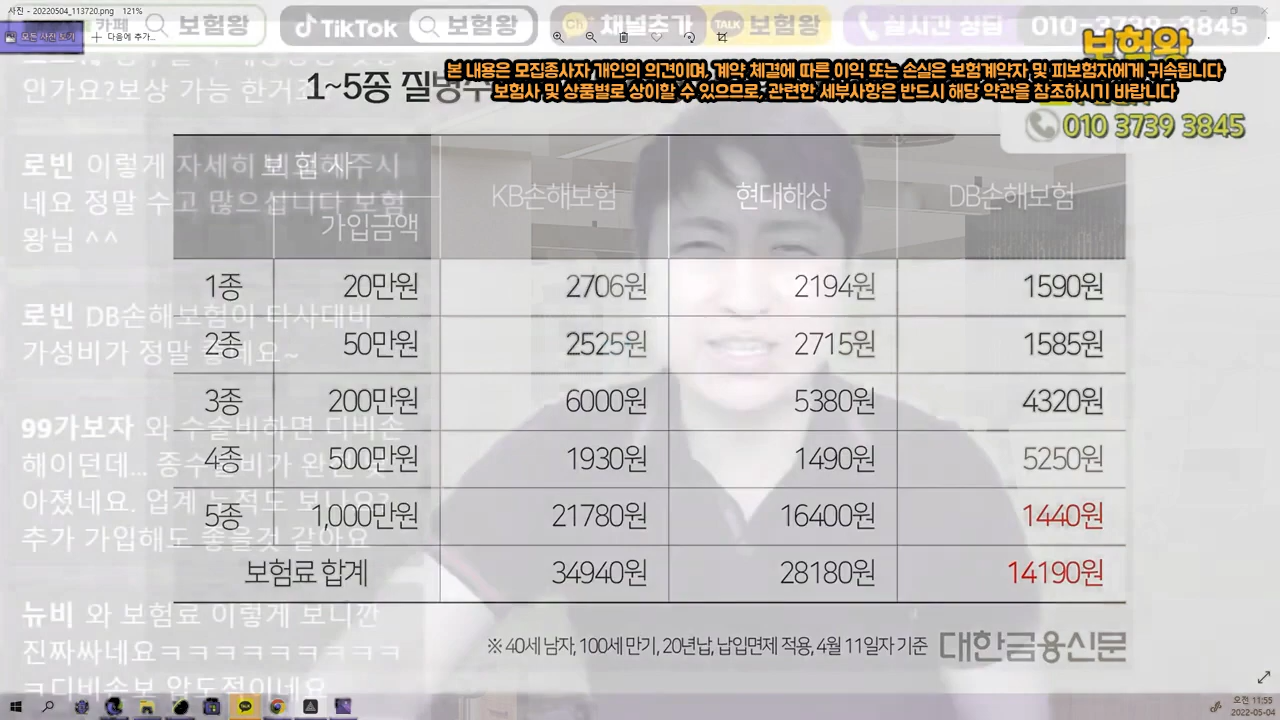 사진 - 20220504_113720.png 121%
카페 보험왕
TikTok 보험왕
Ch 채널추가 TALK 보험왕
실시간 상담 010-3739-3845
모든 사진 보기 + 다음에 추가...
보험왕
본 내용은 모집종사자 개인의 의견이며, 계약 체결에 따른 이익 또는 손실은 보험계약자 및 피보험자에게 귀속됩니다
보험사 및 상품별로 상이할 수 있으므로, 관련한 세부사항은 반드시 해당 약관을 참조하시기 바랍니다
010 3739 3845
1~5종 질병수
인가요? 보상 가능 한거
로빈 이렇게 자세히 비교해주시
네요 정말 수고 많으십니다 보험
왕님 ^^
로빈 DB손해보험이 타사대비
가성비가 정말 좋네요~
99가보자 와 수술비하면 디비손
해이던데... 종수술비가 완전 낮
아졌네요. 업계 누적도 보나요?
추가 가입해도 좋을것 같아요
뉴비 와 보험료 이렇게 보니깐
진짜싸네요ㅋㅋㅋㅋㅋㅋㅋㅋㅋ
ㅋ디비손보 압도적이네요
보험사 KB손해보험 현대해상 DB손해보험
가입금액
1종 20만원 2706원 2194원 1590원
2종 50만원 2525원 2715원 1585원
3종 200만원 6000원 5380원 4320원
4종 500만원 1930원 1490원 5250원
5종 1,000만원 21780원 16400원 1440원
보험료 합계 34940원 28180원 14190원
※ 40세 남자, 100세 만기, 20년납, 납입면제 적용, 4월 11일자 기준 대한금융신문
오전 11:55
2022-05-04